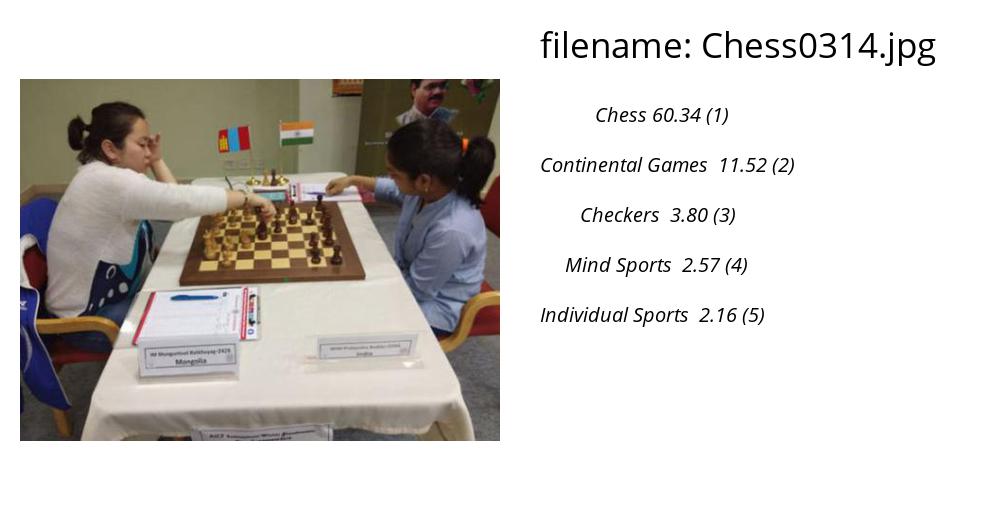 filename: Chess0314.jpg
Chess 60.34 (1)
Continental Games 11.52 (2)
Checkers 3.80 (3)
Mind Sports 2.57 (4)
Individual Sports 2.16 (5)
Mongolia
India